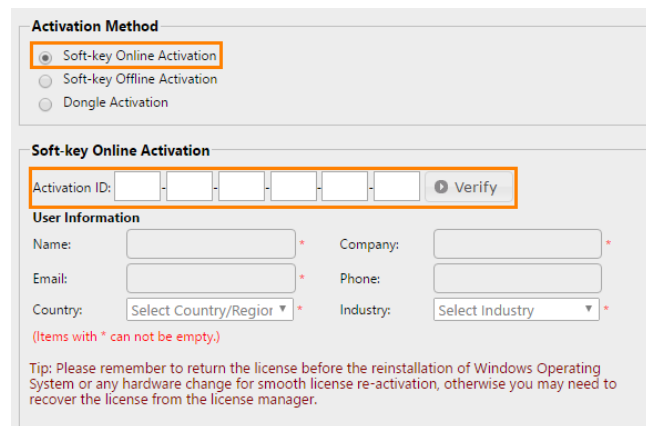 Activation Method
Soft-key Online Activation
Soft-key Offline Activation
Dongle Activation
Soft-key Online Activation
Activation ID: - - - - - Verify
User Information
Name: * Company: *
Email: * Phone:
Country: Select Country/Regior * Industry: Select Industry *
(Items with * can not be empty.)
Tip: Please remember to return the license before the reinstallation of Windows Operating
System or any hardware change for smooth license re-activation, otherwise you may need to
recover the license from the license manager.